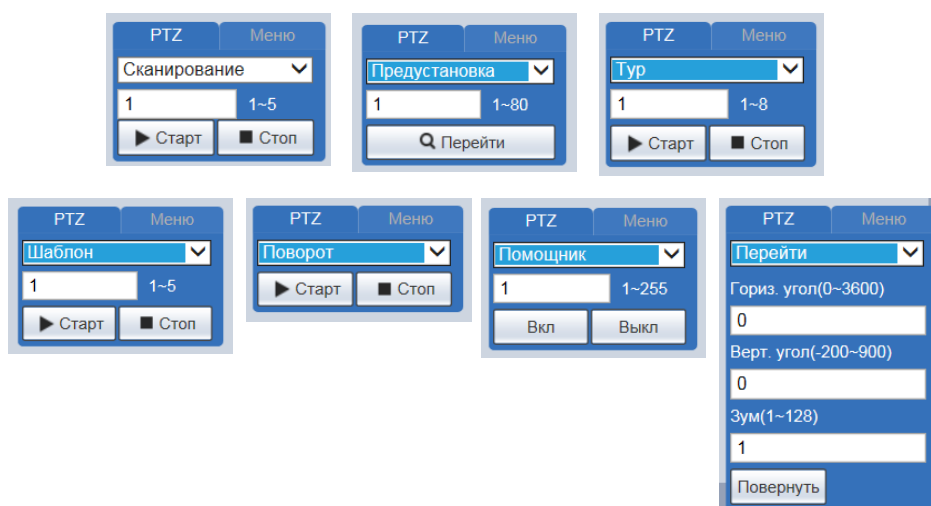 PTZ Меню
Сканирование
1 1~5
Старт Стоп
PTZ Меню
Предустановка
1 1~80
Перейти
PTZ Меню
Тур
1 1~8
Старт Стоп
PTZ Меню
Шаблон
1 1~5
Старт Стоп
PTZ Меню
Поворот
Старт Стоп
PTZ Меню
Помощник
1 1~255
Вкл Выкл
PTZ Меню
Перейти
Гориз. угол(0~3600)
0
Верт. угол(-200~900)
0
Зум(1~128)
1
Повернуть